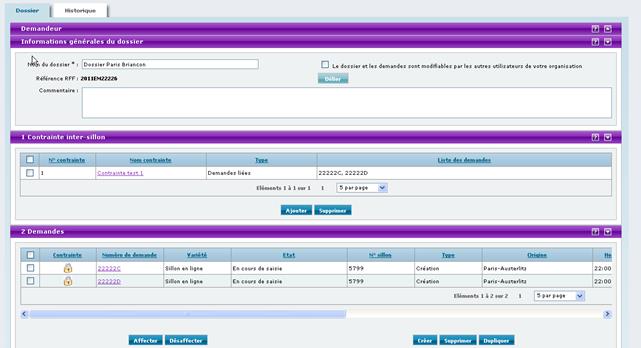 Dossier Historique
Demandeur
Informations générales du dossier
Nom du dossier * : Dossier Paris Briancon Le dossier et les demandes sont modifiables par les autres utilisateurs de votre organisation
Référence RFF : 2011EM22226 Délier
Commentaire :
1 Contrainte inter-sillon
N° contrainte Nom contrainte Type Liste des demandes
1 Contrainte test 1 Demandes liées 22222C, 22222D
Eléments 1 à 1 sur 1 1 5 par page
Ajouter Supprimer
2 Demandes
Contrainte Numéro de demande Variété Etat N° sillon Type Origine He
22222C Sillon en ligne En cours de saisie 5799 Création Paris-Austerlitz 22:00
22222D Sillon en ligne En cours de saisie 5799 Création Paris-Austerlitz 22:00
Eléments 1 à 2 sur 2 1 5 par page
Affecter Désaffecter Créer Supprimer Dupliquer